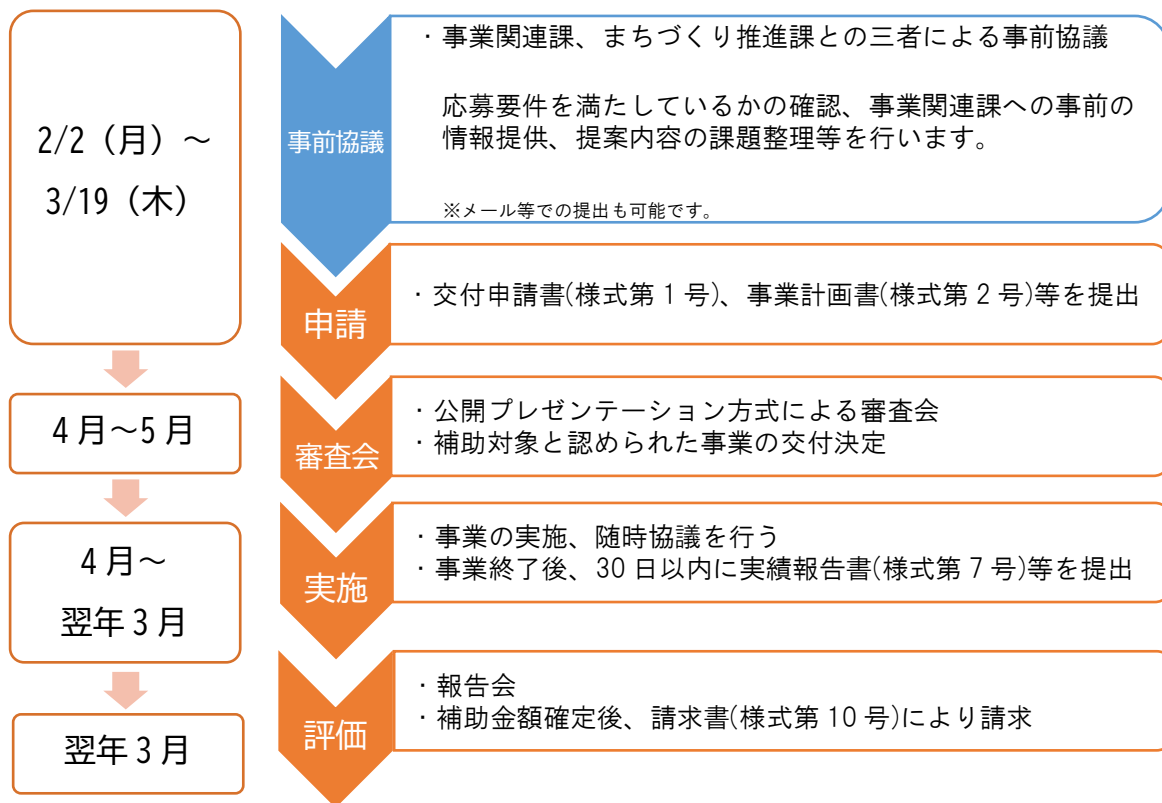 2/2（月）～
3/19（木）
事前協議
・事業関連課、まちづくり推進課との三者による事前協議
応募要件を満たしているかの確認、事業関連課への事前の
情報提供、提案内容の課題整理等を行います。
※メール等での提出も可能です。
申請
・交付申請書(様式第１号)、事業計画書(様式第２号)等を提出
4月～5月
審査会
・公開プレゼンテーション方式による審査会
・補助対象と認められた事業の交付決定
4月～
翌年3月
実施
・事業の実施、随時協議を行う
・事業終了後、30日以内に実績報告書(様式第７号)等を提出
翌年3月
評価
・報告会
・補助金額確定後、請求書(様式第10号)により請求